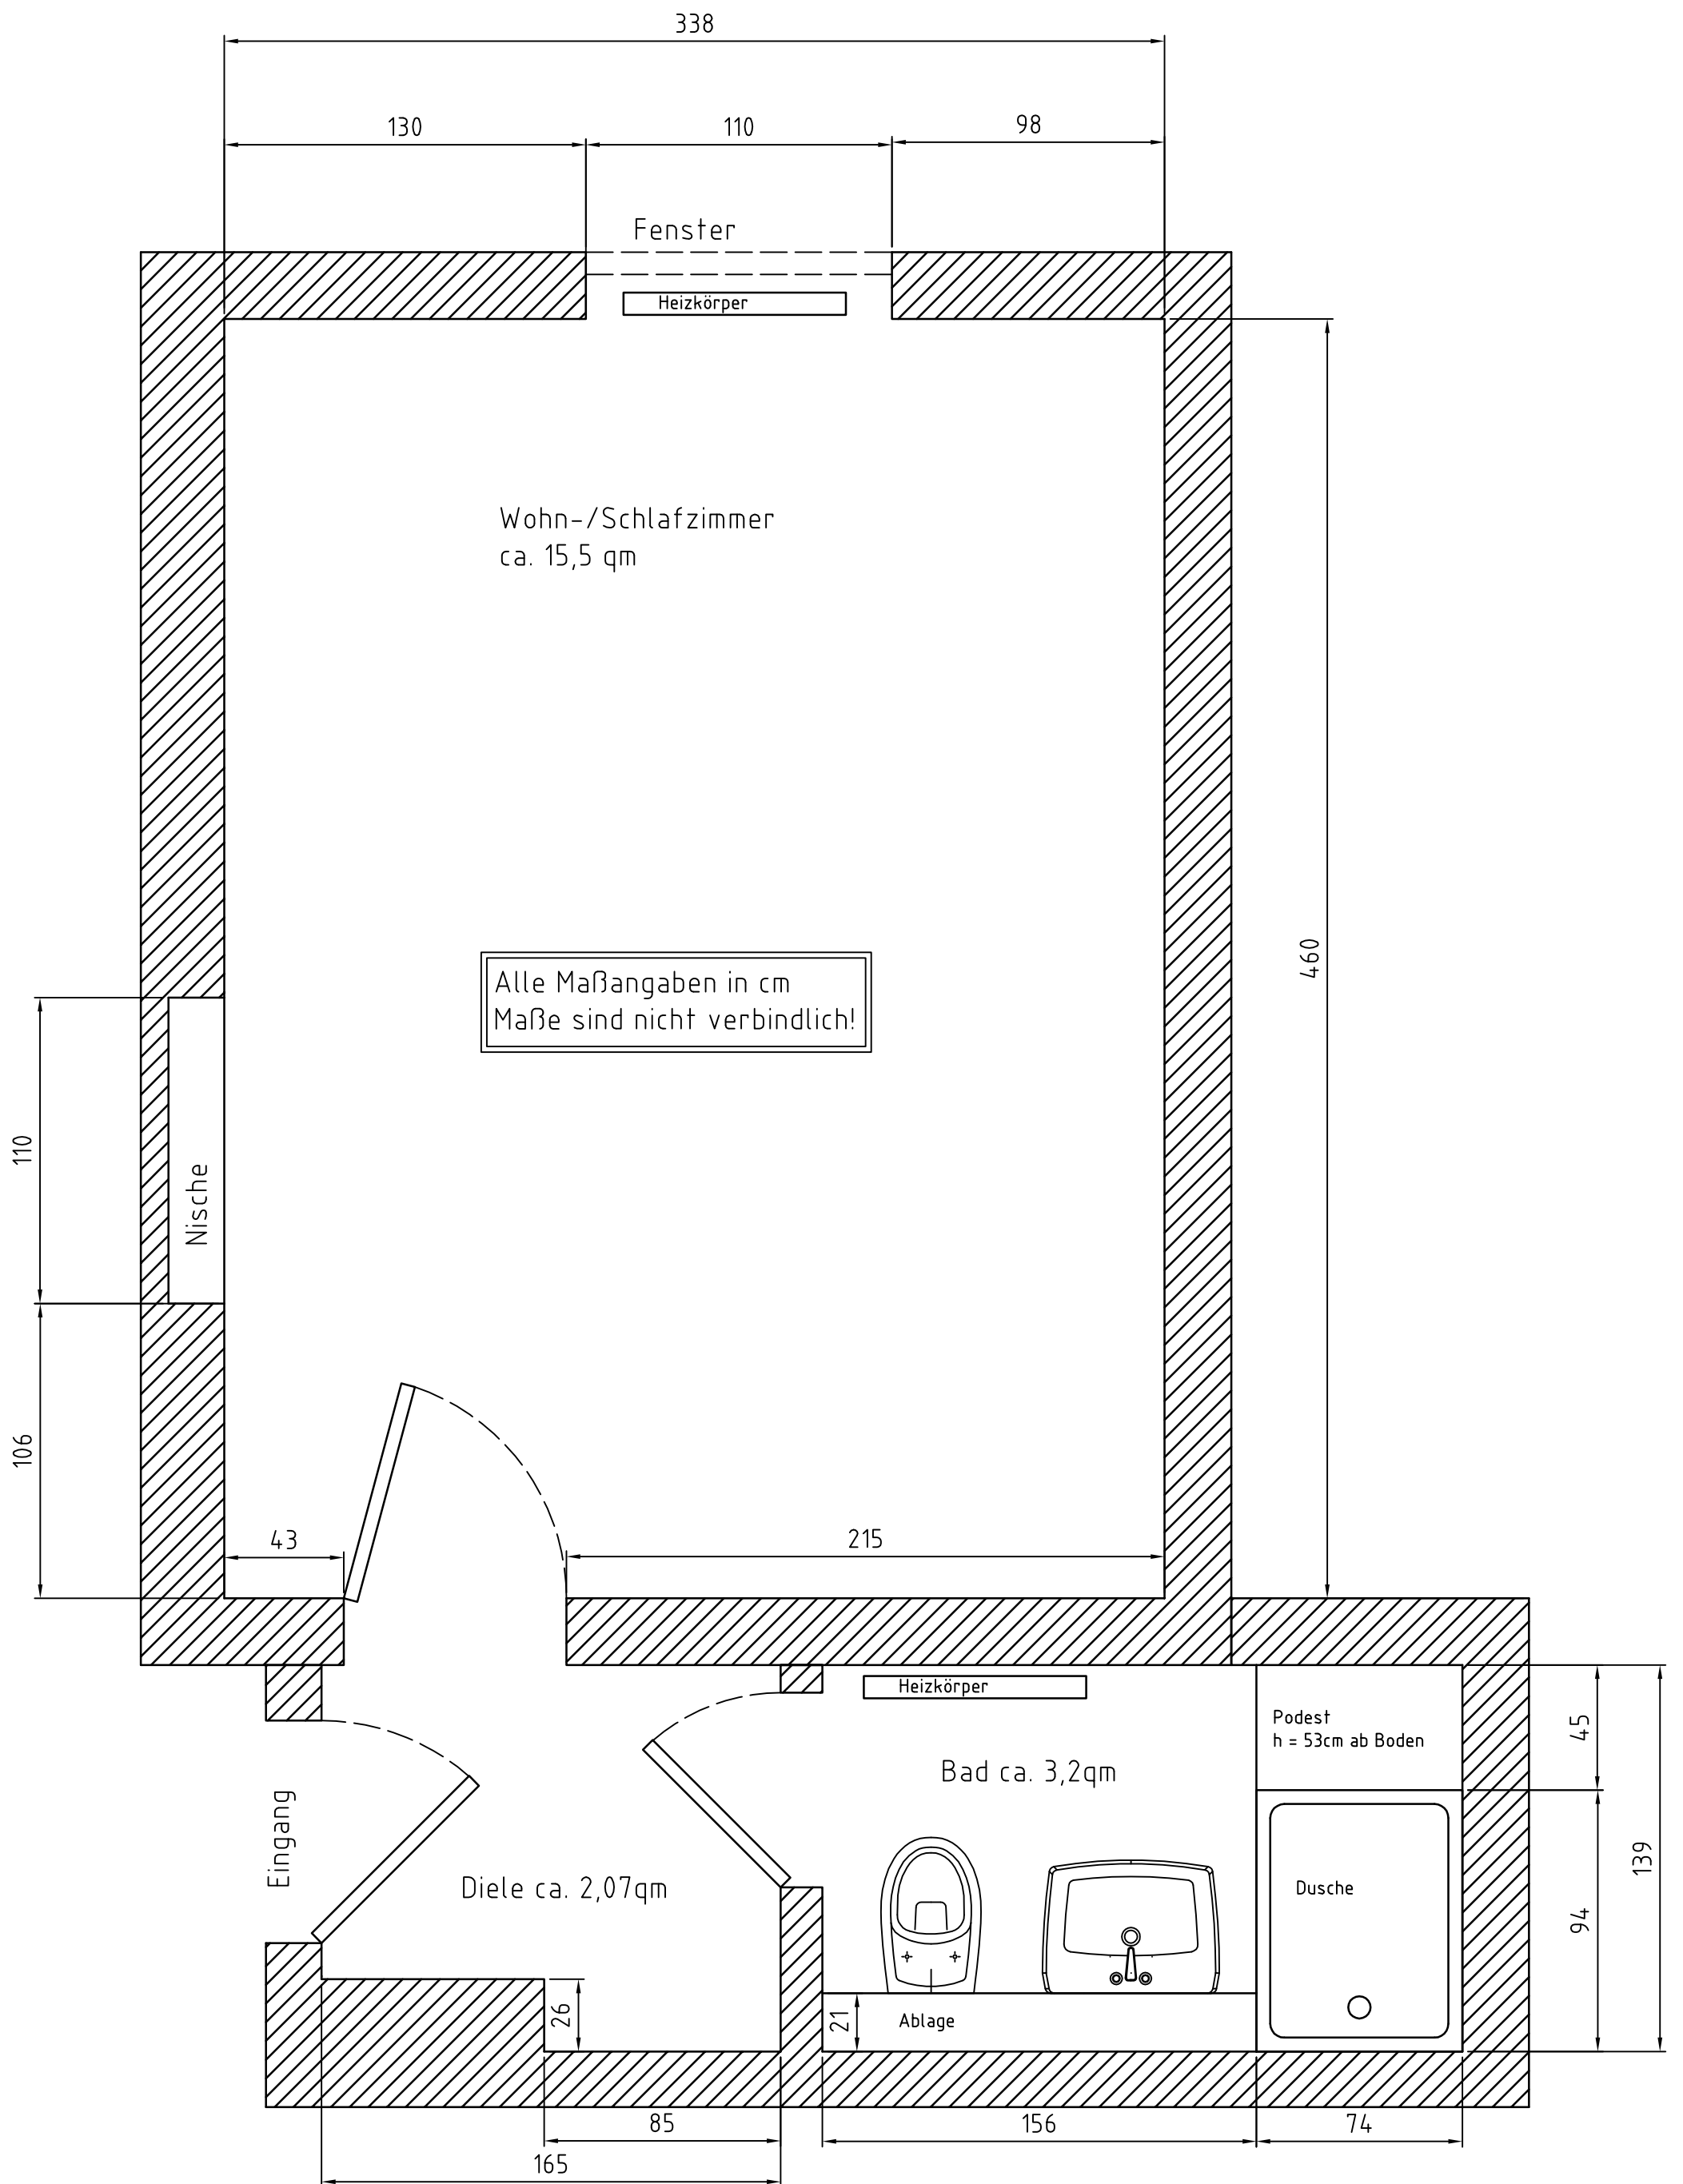 338
130
110
98
Fenster
Heizkörper
Wohn-/Schlafzimmer
ca. 15,5 qm
460
Alle Maßangaben in cm
Maße sind nicht verbindlich!
110
Nische
106
43
215
Heizkörper
Podest
h = 53cm ab Boden
45
Bad ca. 3,2qm
Eingang
139
Diele ca. 2,07qm
Dusche
94
26
21
Ablage
85
156
74
165